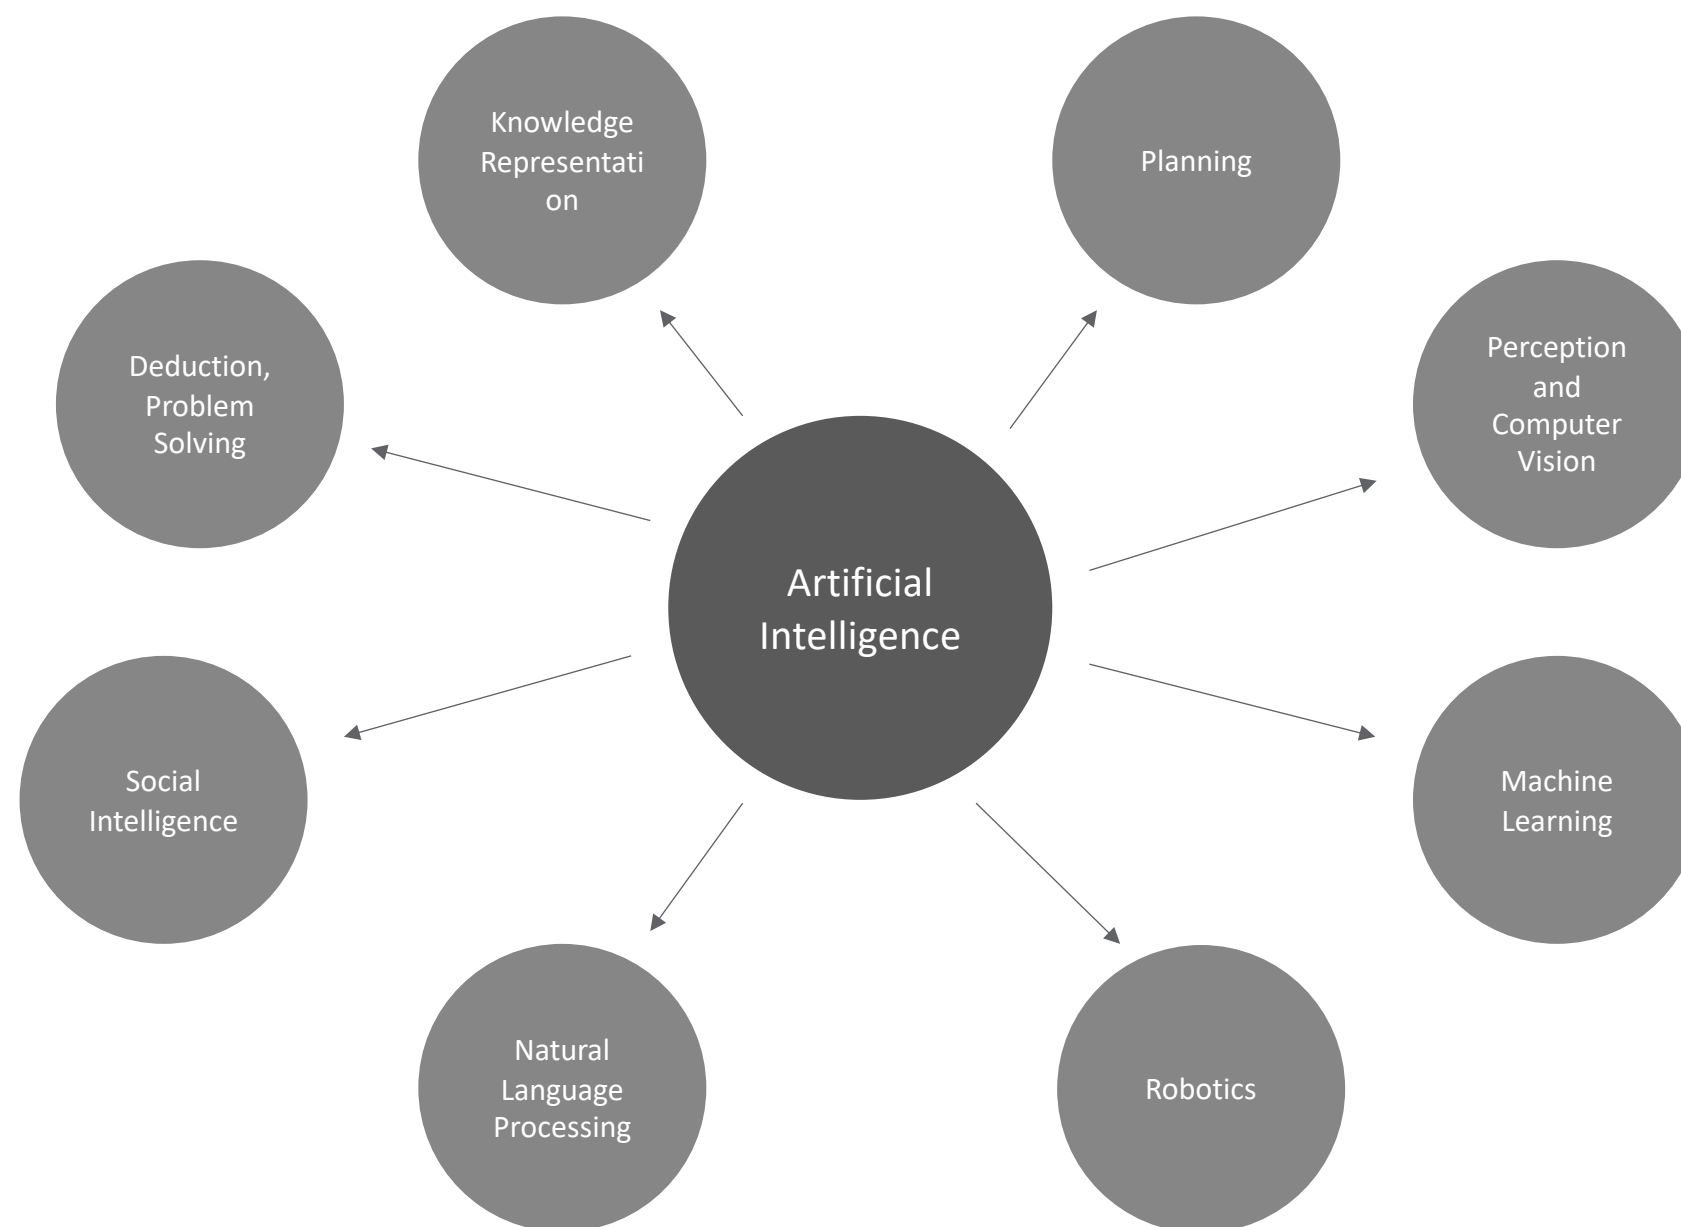 Knowledge
Representati
on
Planning
Deduction,
Problem
Solving
Perception
and
Computer
Vision
Artificial
Intelligence
Social
Intelligence
Machine
Learning
Natural
Language
Processing
Robotics